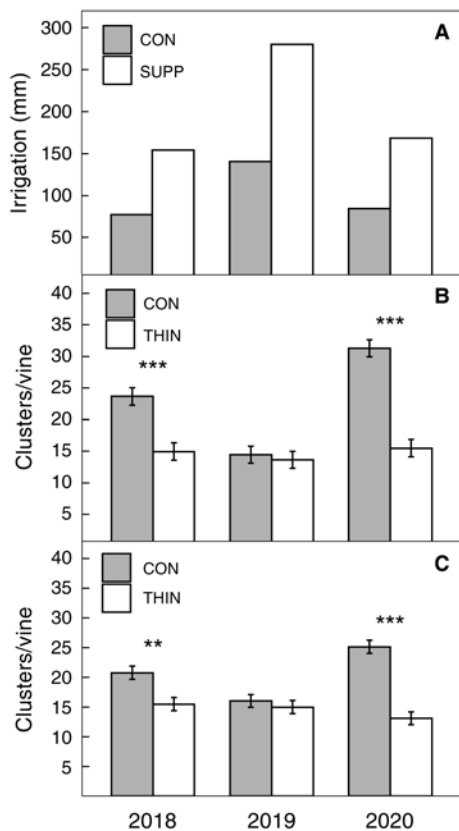 A
CON
SUPP
300
250
200
150
100
50
Irrigation (mm)
B
CON
THIN
40
35
30
25
20
15
10
5
Clusters/vine
***
***
C
CON
THIN
40
35
30
25
20
15
10
5
Clusters/vine
**
***
2018 2019 2020